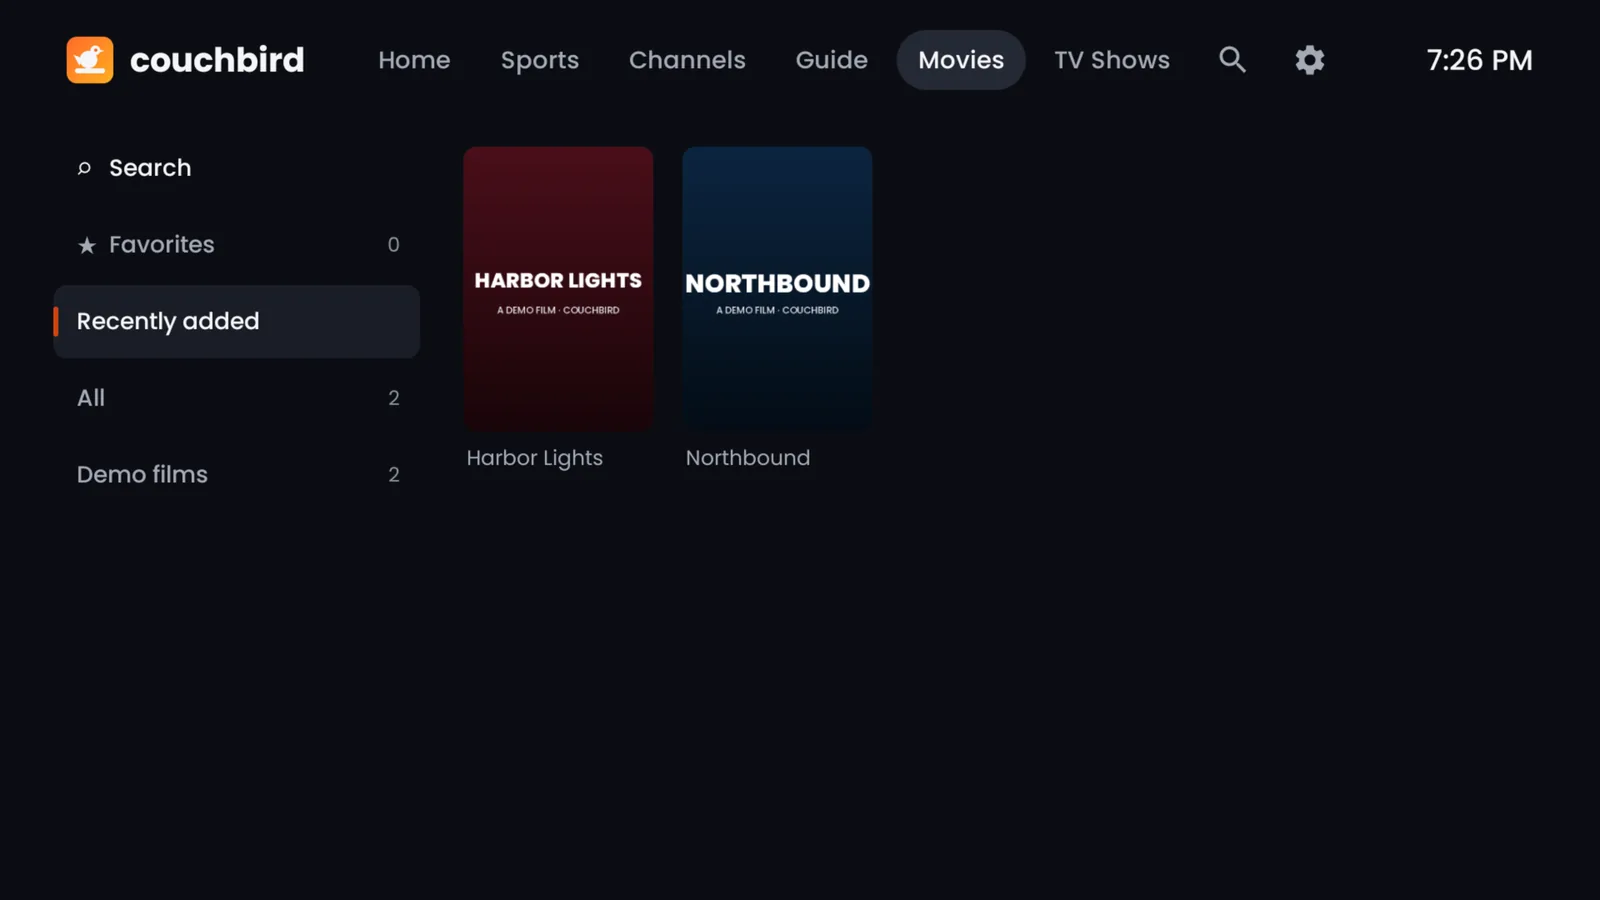 couchbird
Home
Sports
Channels
Guide
Movies
TV Shows
7:26 PM
Search
Favorites 0
Recently added
All 2
Demo films 2
HARBOR LIGHTS
A DEMO FILM · COUCHBIRD
Harbor Lights
NORTHBOUND
A DEMO FILM · COUCHBIRD
Northbound